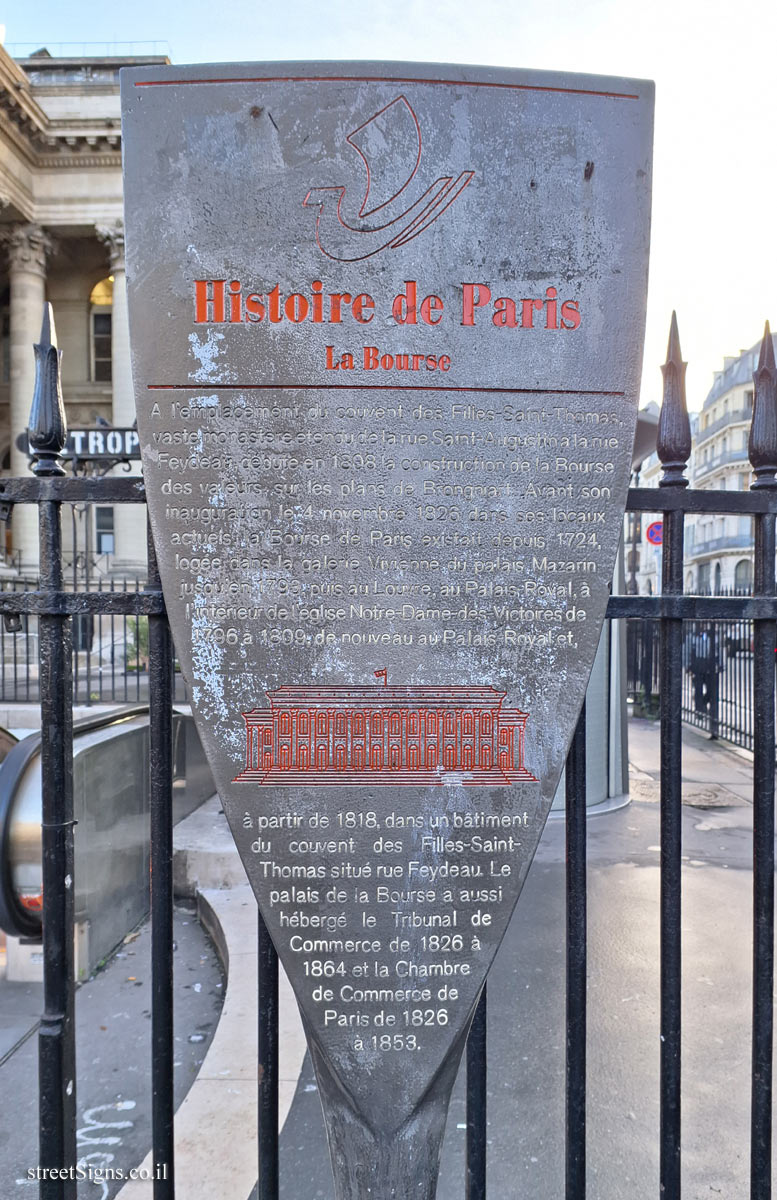 Histoire de Paris
La Bourse
A l'emplacement du couvent des Filles-Saint-Thomas,
vaste monastère étendu de la rue Saint-Augustin à la rue
Feydeau, débute en 1808 la construction de la Bourse
des valeurs, sur les plans de Brongniart. Avant son
inauguration le 4 novembre 1826 dans ses locaux
actuels, la Bourse de Paris existait depuis 1724,
logée dans la galerie Vivienne du palais Mazarin
jusqu'en 1793, puis au Louvre, au Palais-Royal, à
l'intérieur de l'église Notre-Dame-des-Victoires de
1796 à 1809, de nouveau au Palais-Royal et,
à partir de 1818, dans un bâtiment
du couvent des Filles-Saint-
Thomas situé rue Feydeau. Le
palais de la Bourse a aussi
hébergé le Tribunal de
Commerce de 1826 à
1864 et la Chambre
de Commerce de
Paris de 1826
à 1853.
TROP
streetSigns.co.il